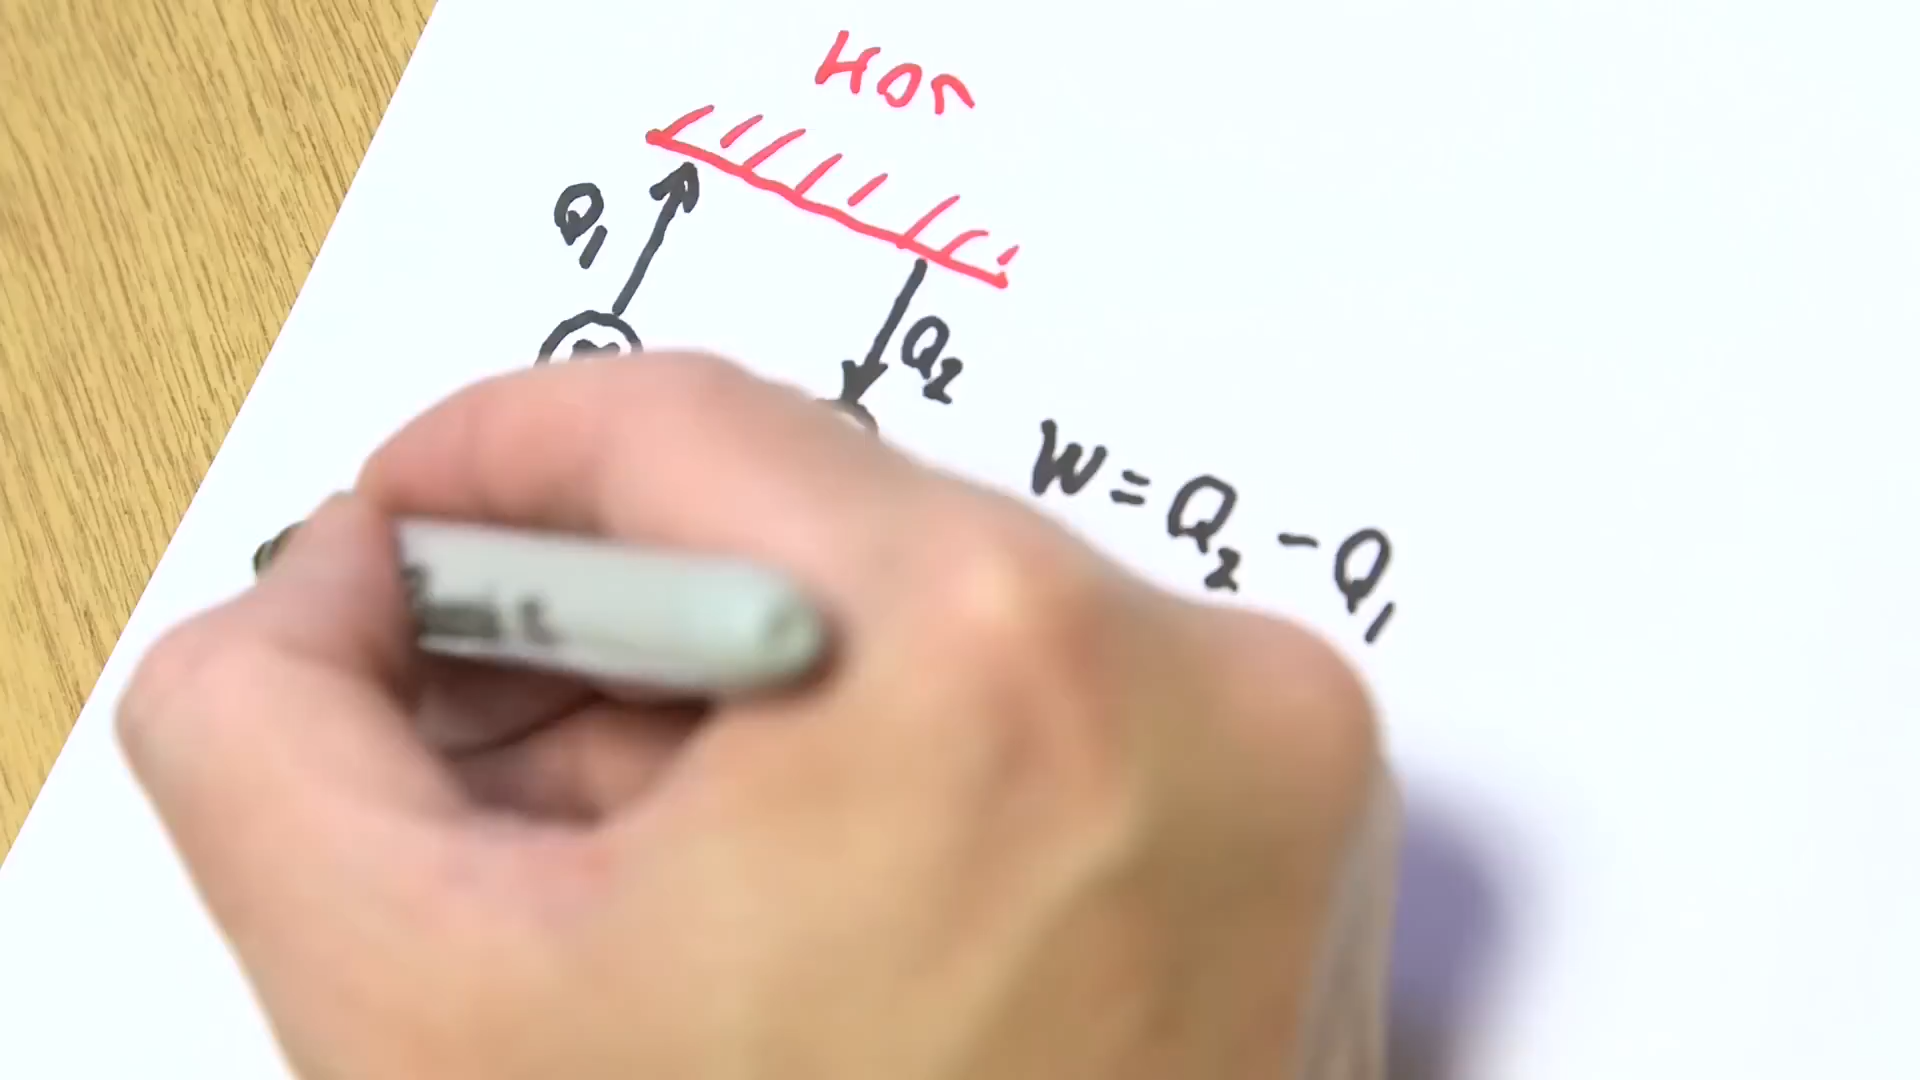 HOT
Q₁
Q₂
W = Q₂ - Q₁